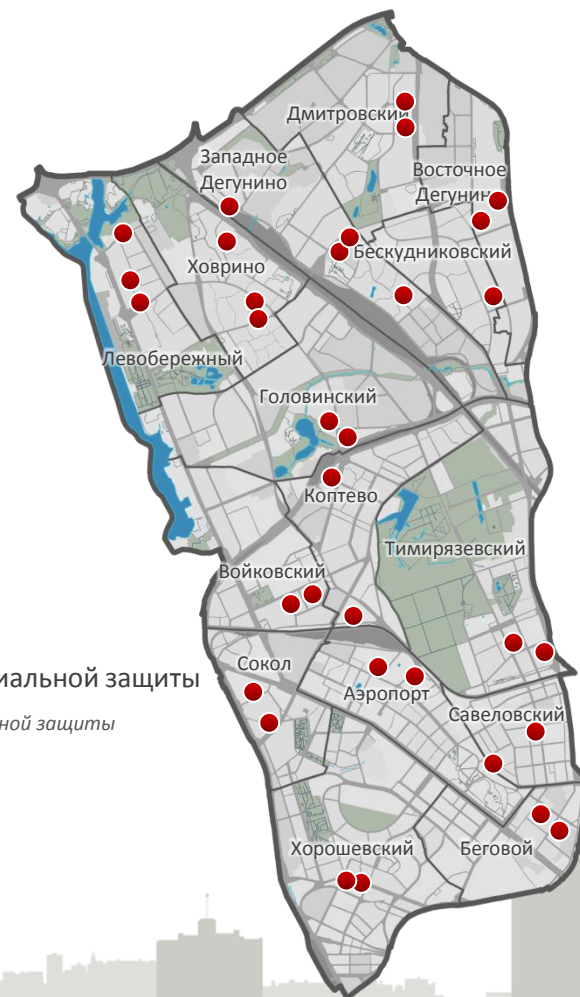 Дмитровский
Западное
Дегунино
Восточное
Дегунин
Бескудниковский
Ховрино
Левобережный
Головинский
Коптево
Тимирязевский
Войковский
Сокол
иальной защиты
Аэропорт
ной защиты
Савеловский
Хорошевский
Беговой